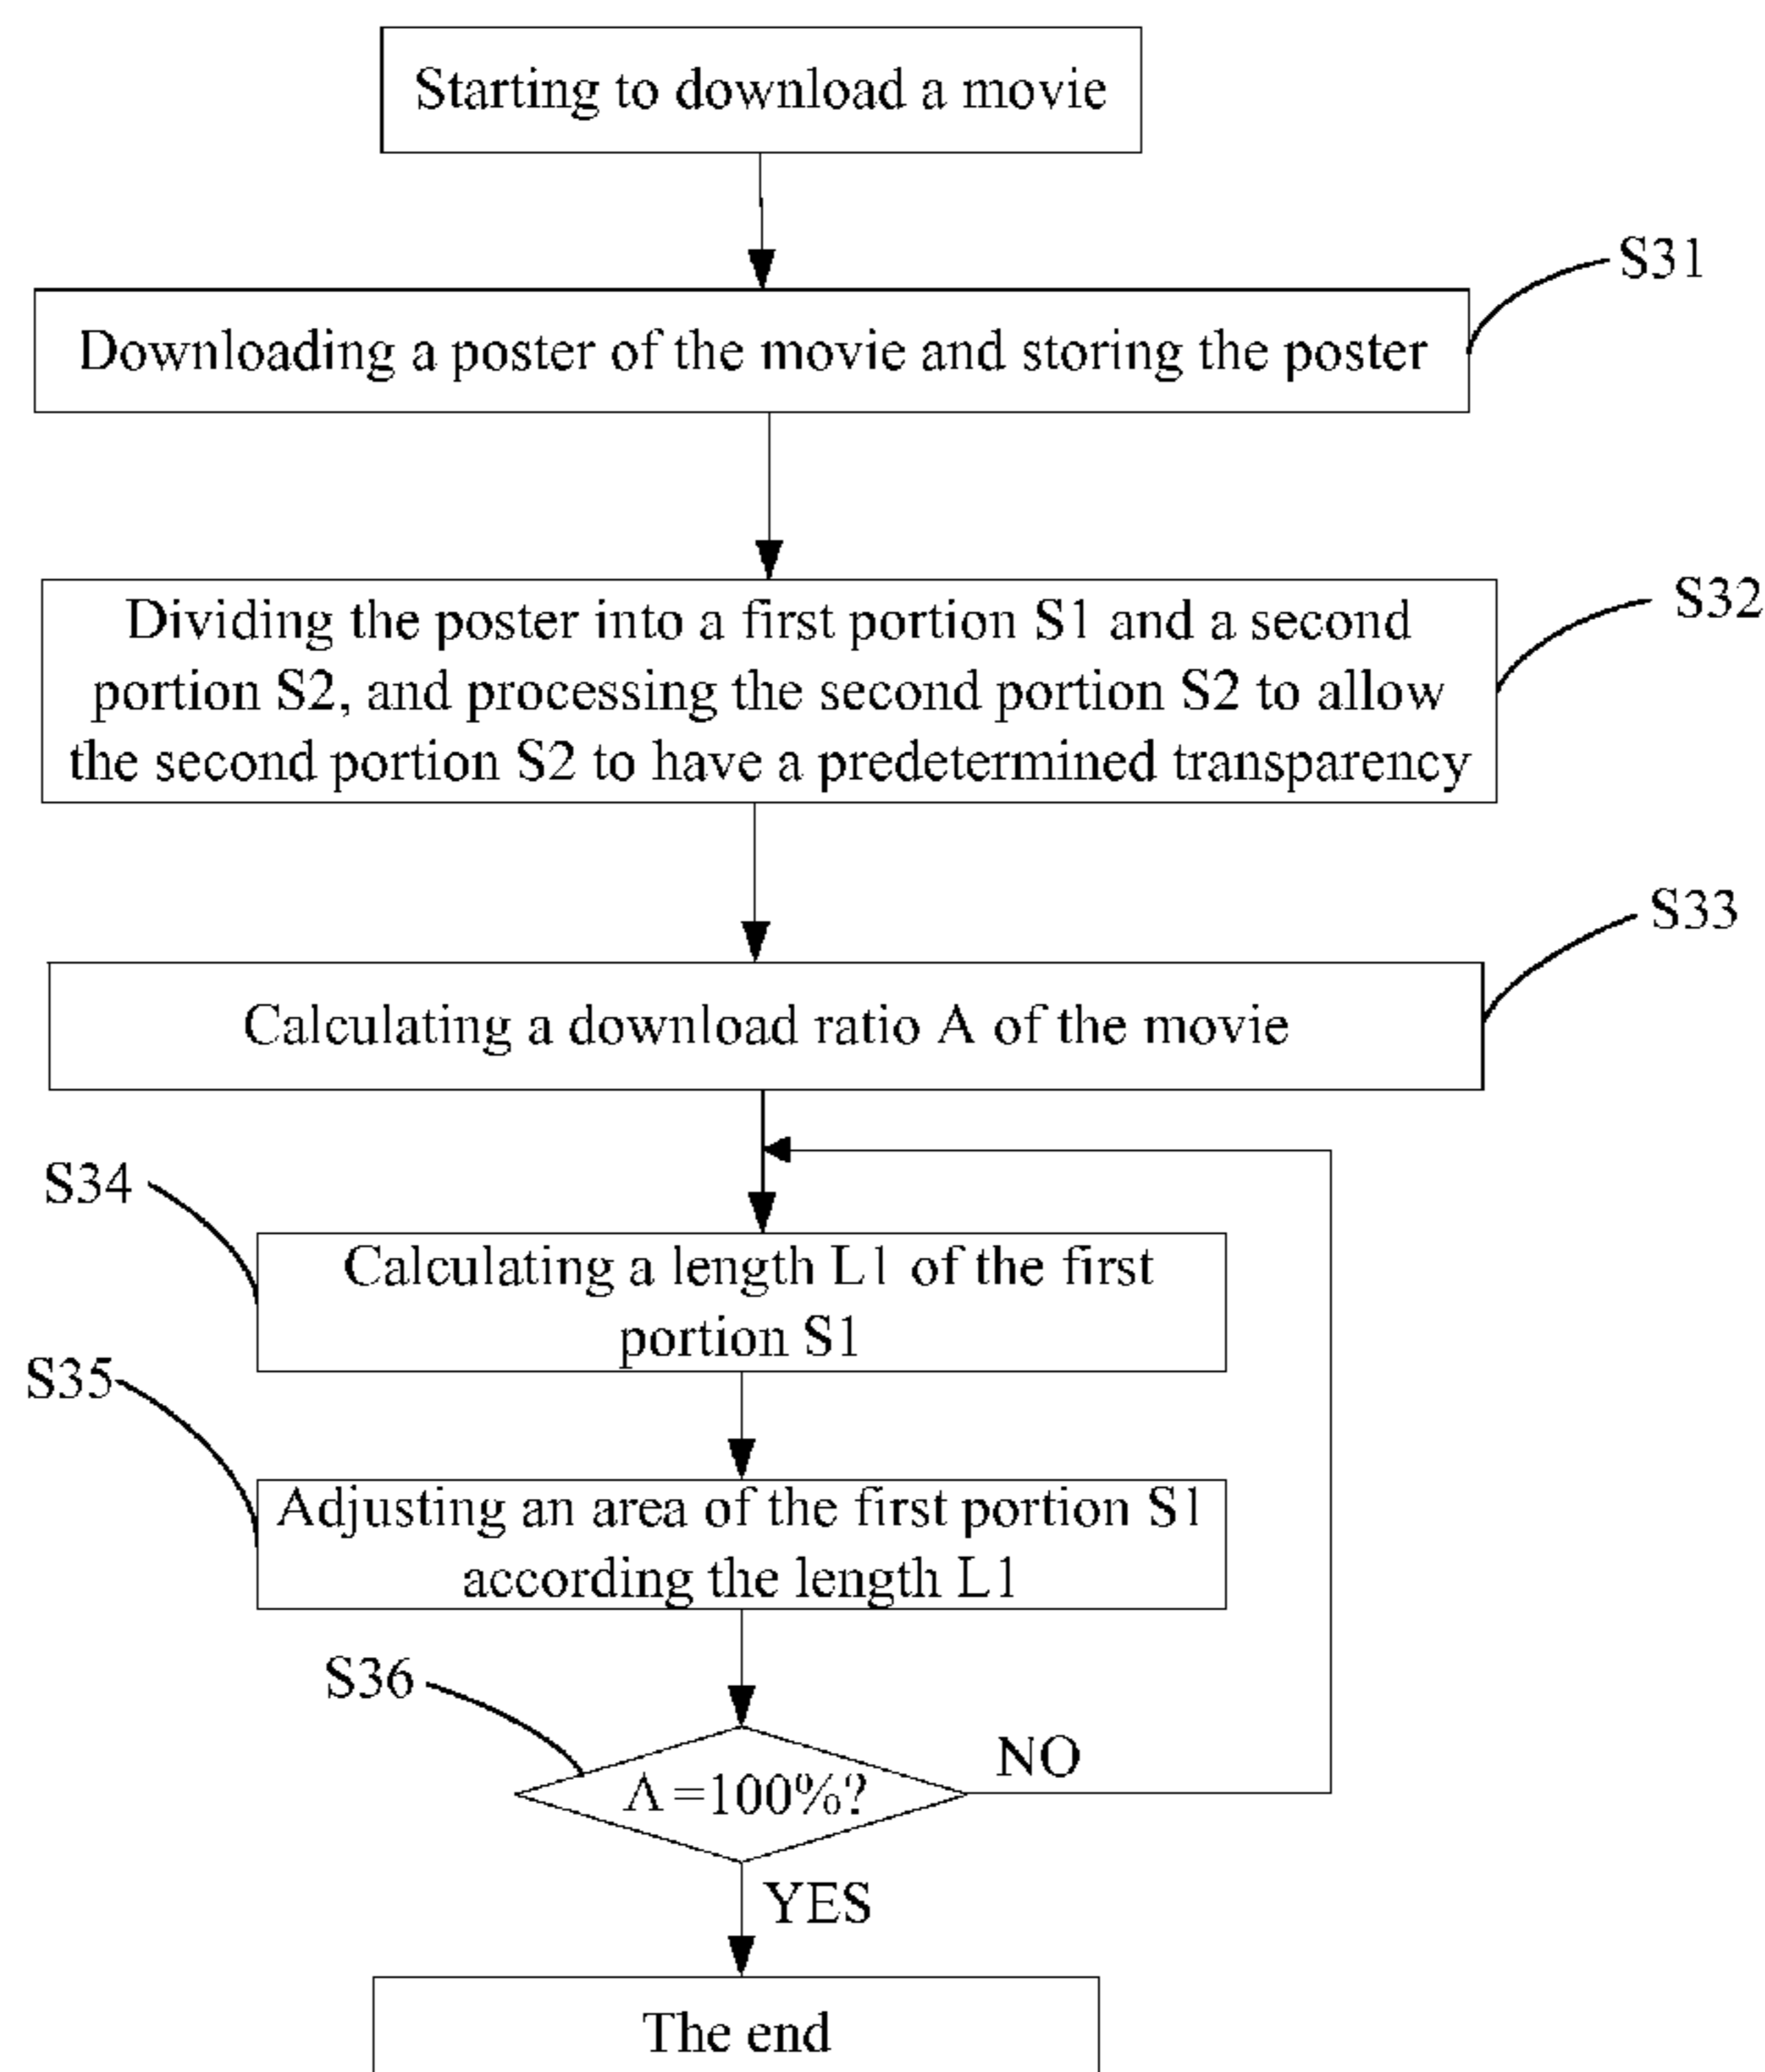 Starting to download a movie
S31
Downloading a poster of the movie and storing the poster
S32
Dividing the poster into a first portion S1 and a second
portion S2, and processing the second portion S2 to allow
the second portion S2 to have a predetermined transparency
S33
Calculating a download ratio A of the movie
S34
Calculating a length L1 of the first
portion S1
S35
Adjusting an area of the first portion S1
according the length L1
S36
A=100%?
NO
YES
The end